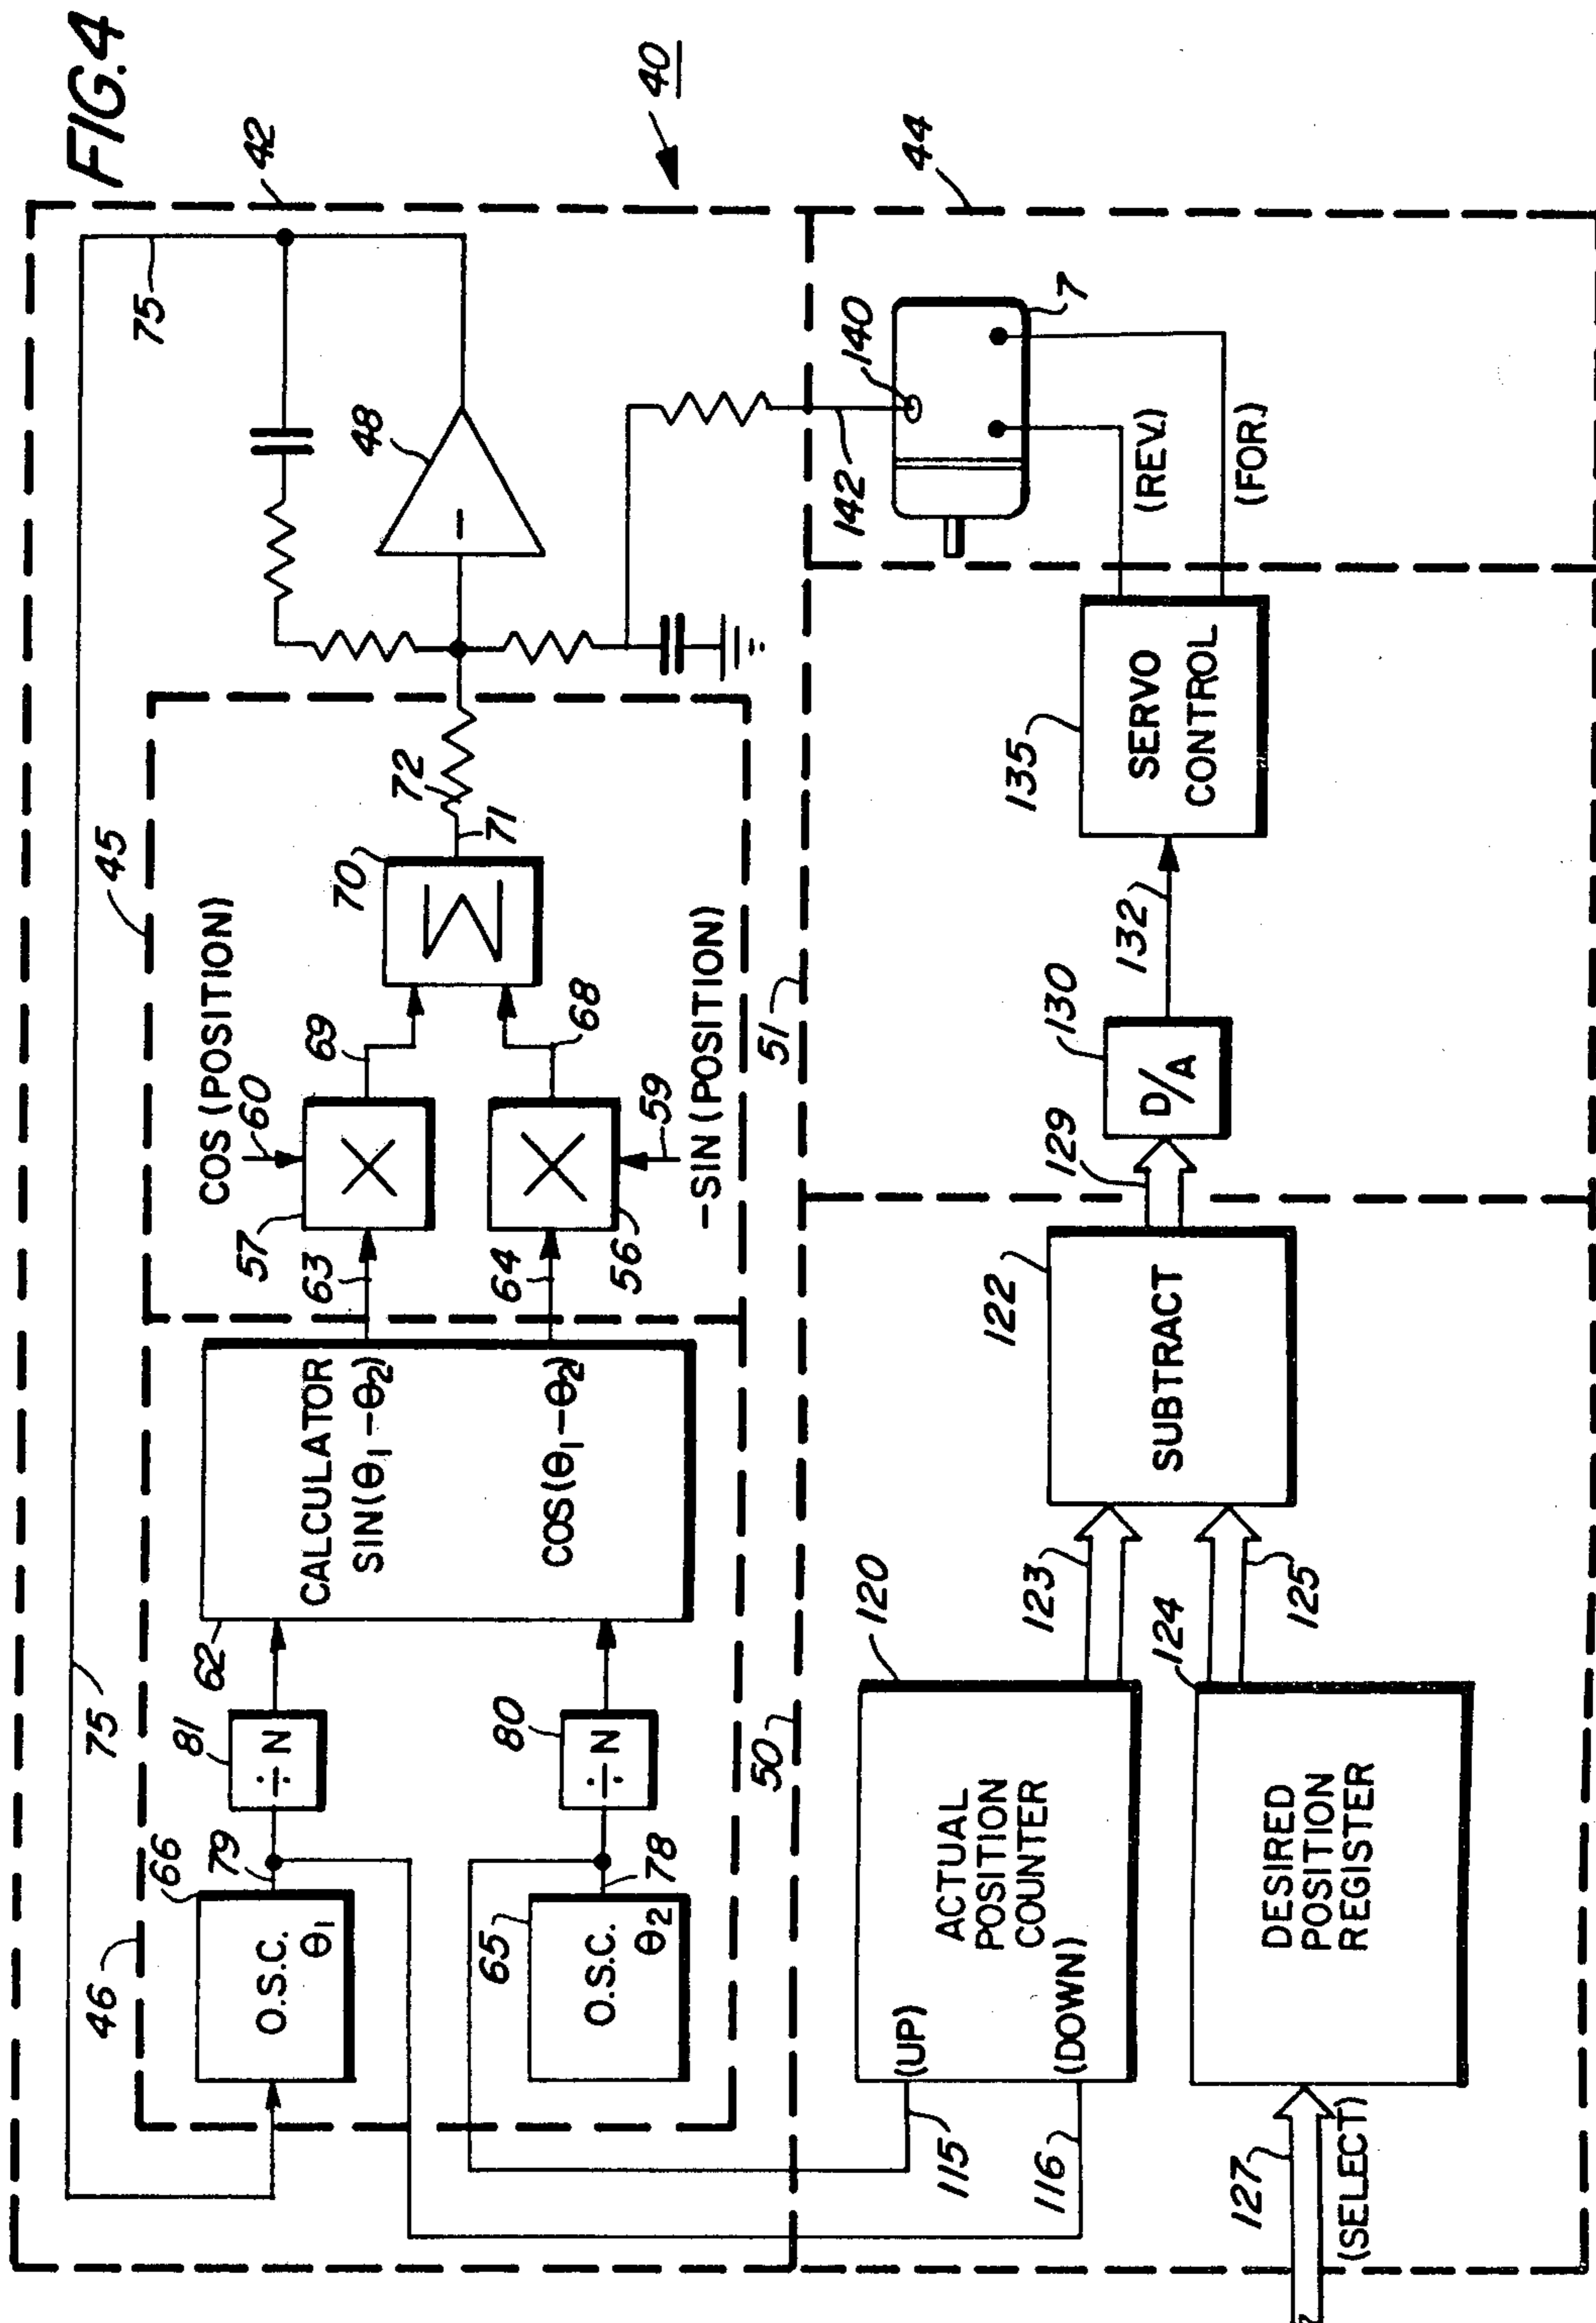 FIG.4
40
42
75
48
45
COS (POSITION)
60
57
69
70
Σ
72
71
63
X
64
X
68
59
56
-SIN (POSITION)
46
66
O.S.C.
θ1
79
81
÷ N
62
CALCULATOR
SIN(θ1-θ2)
COS(θ1-θ2)
65
O.S.C.
θ2
78
80
÷ N
75
50
51
44
115
(UP)
116
(DOWN)
ACTUAL
POSITION
COUNTER
120
123
127
(SELECT)
DESIRED
POSITION
REGISTER
124
125
122
SUBTRACT
129
130
D/A
132
135
SERVO
CONTROL
(REV.)
(FOR.)
142
140
7